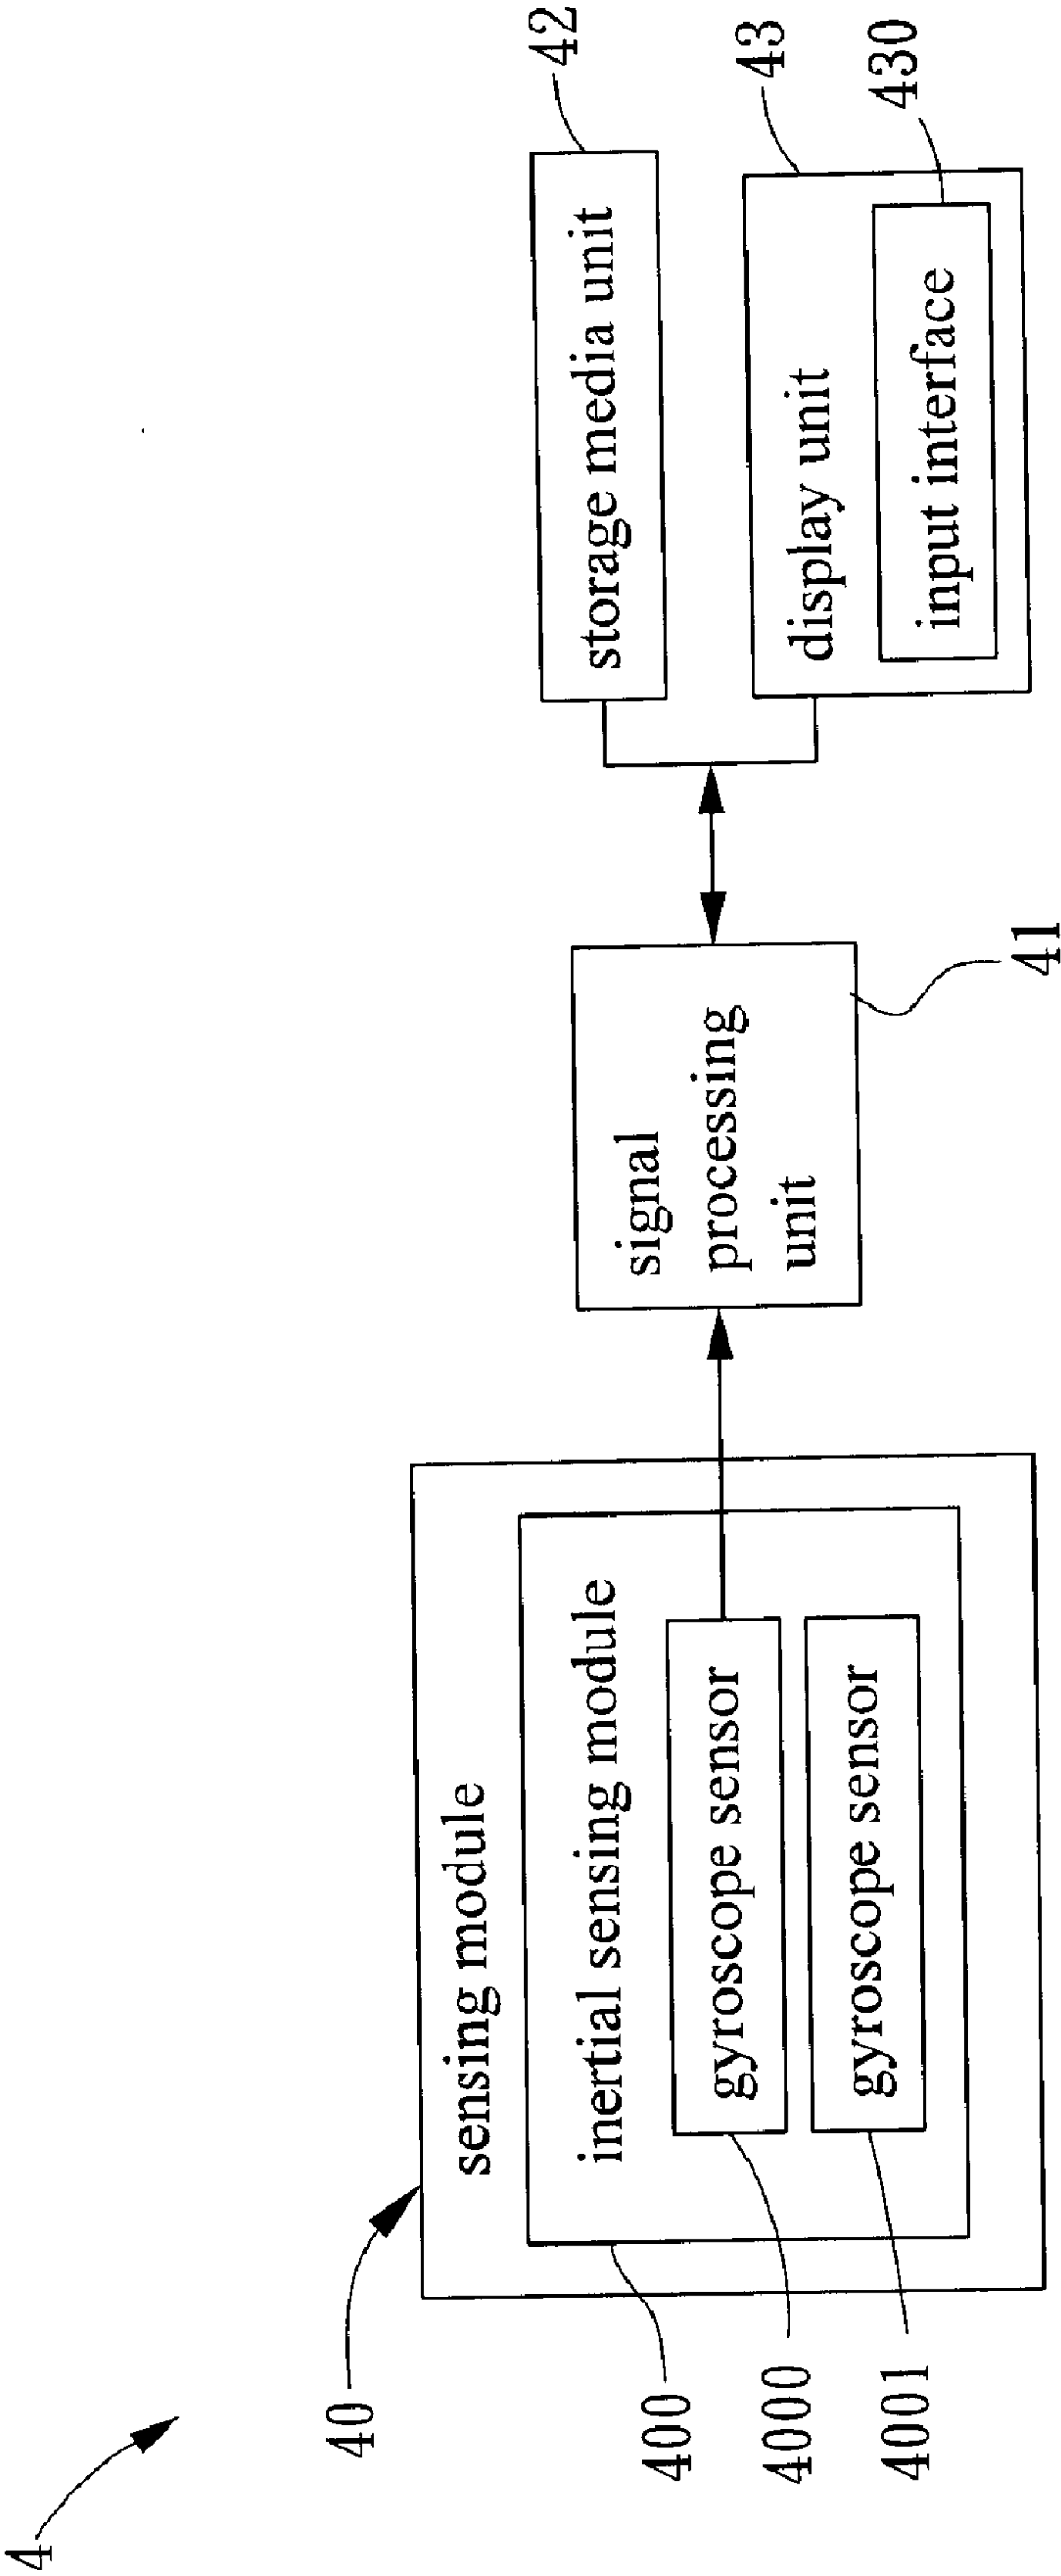 4
40
sensing module
400
inertial sensing module
4000
gyroscope sensor
4001
gyroscope sensor
signal
processing
unit
41
storage media unit
42
display unit
43
input interface
430